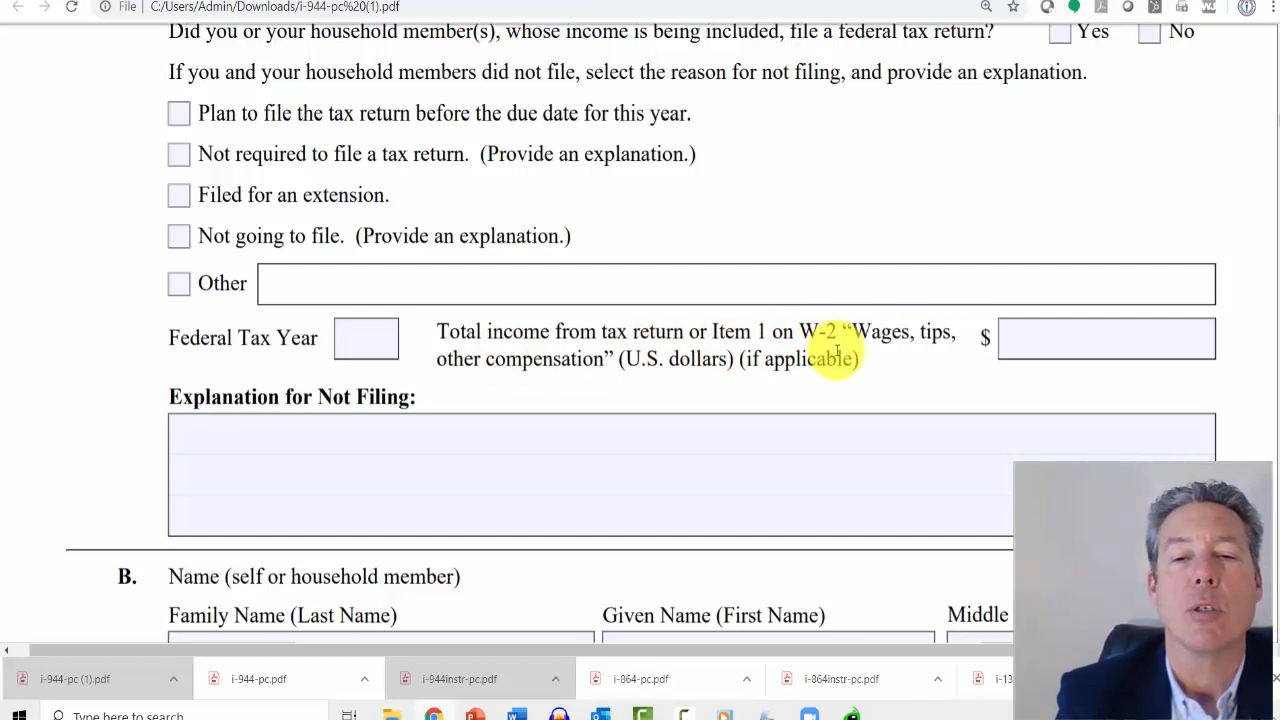 File | C:/Users/Admin/Downloads/i-944-pc%20(1).pdf
Did you or your household member(s), whose income is being included, file a federal tax return? Yes No
If you and your household members did not file, select the reason for not filing, and provide an explanation.
Plan to file the tax return before the due date for this year.
Not required to file a tax return. (Provide an explanation.)
Filed for an extension.
Not going to file. (Provide an explanation.)
Other
Federal Tax Year
Total income from tax return or Item 1 on W-2 “Wages, tips,
other compensation” (U.S. dollars) (if applicable)
$
Explanation for Not Filing:
B. Name (self or household member)
Family Name (Last Name) Given Name (First Name) Middle
i-944-pc (1).pdf i-944-pc.pdf i-944instr-pc.pdf i-864-pc.pdf i-864instr-pc.pdf i-13
Type here to search